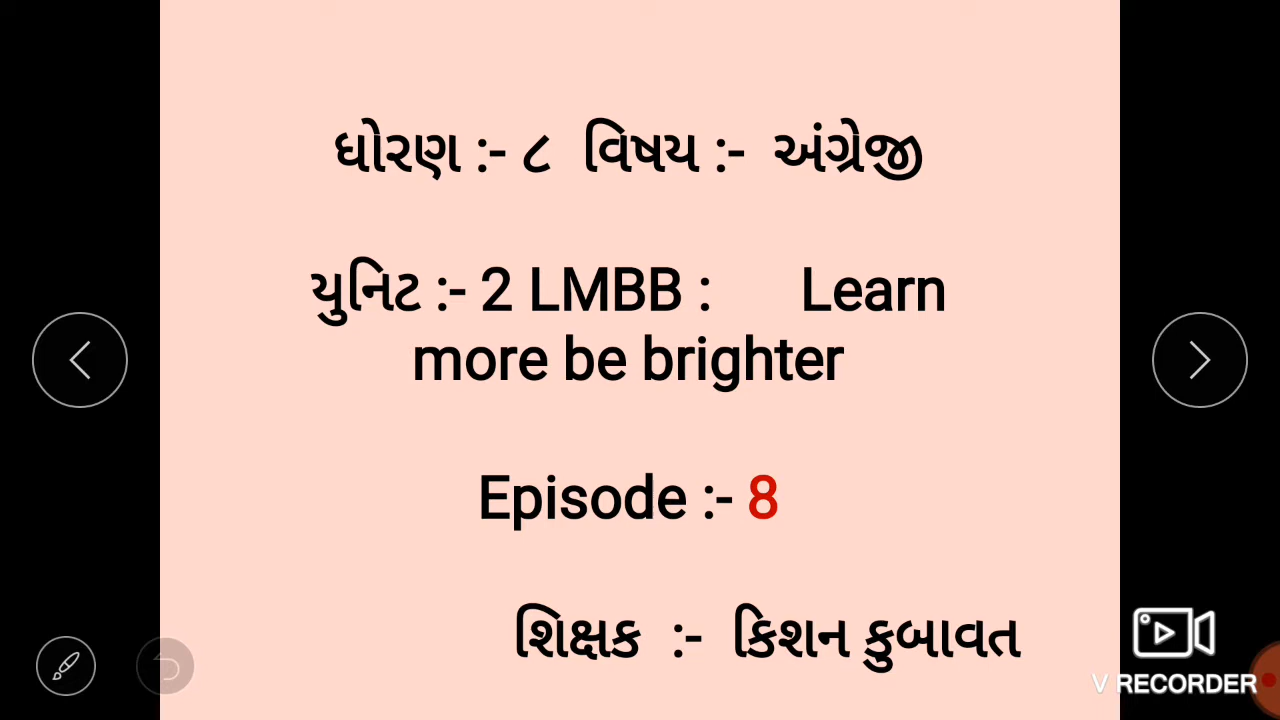 ધોરણ :- ૮ વિષય :- અંગ્રેજી
યુનિટ :- 2 LMBB : Learn
more be brighter
Episode :- 8
શિક્ષક :- કિશન કુબાવત
V RECORDER